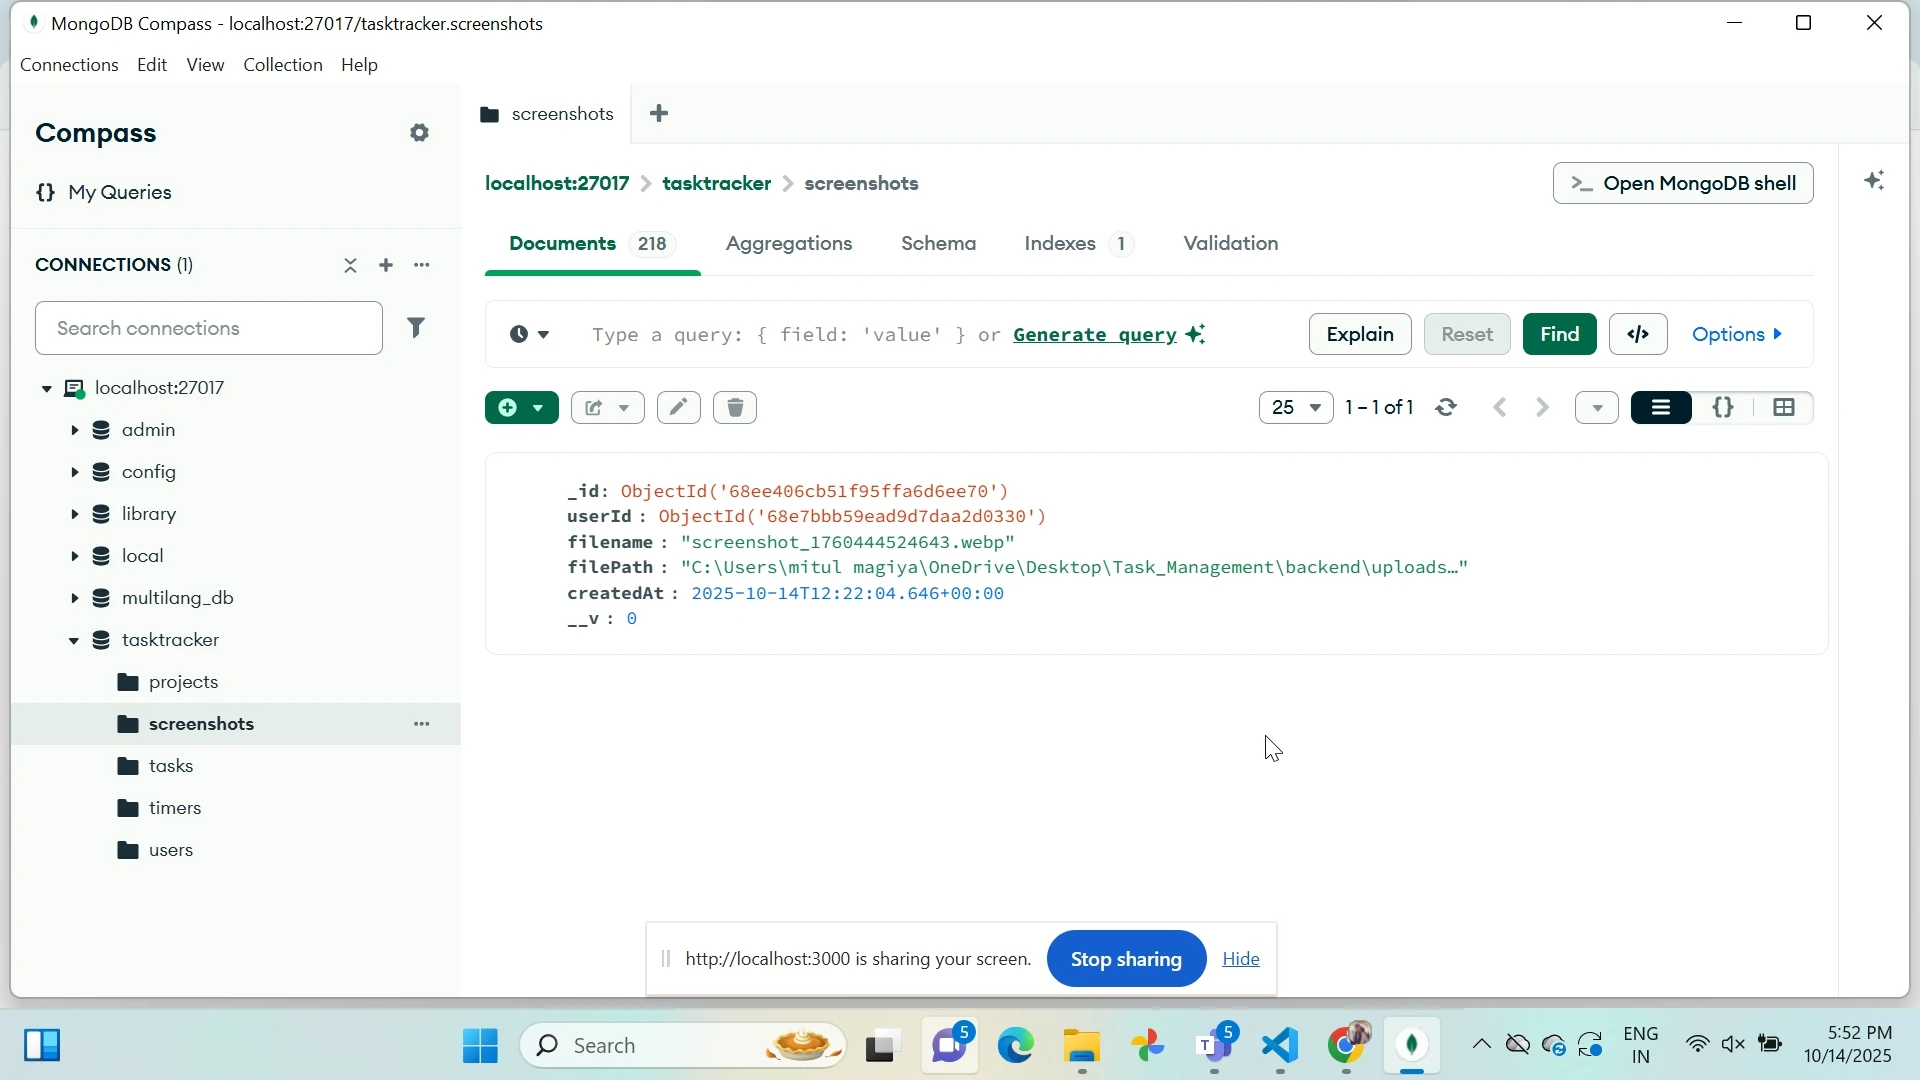 MongoDB Compass - localhost:27017/tasktracker.screenshots
Connections Edit View Collection Help
Compass
{} My Queries
CONNECTIONS (1)
Search connections
localhost:27017
admin
config
library
local
multilang_db
tasktracker
projects
screenshots
tasks
timers
users
screenshots
localhost:27017 > tasktracker > screenshots
>_ Open MongoDB shell
Documents 218 Aggregations Schema Indexes 1 Validation
Type a query: { field: 'value' } or Generate query
Explain Reset Find </> Options
25 1 – 1 of 1
{}
_id: ObjectId('68ee406cb51f95ffa6d6ee70')
userId : ObjectId('68e7bbb59ead9d7daa2d0330')
filename : "screenshot_1760444524643.webp"
filePath : "C:\Users\mitul magiya\OneDrive\Desktop\Task_Management\backend\uploads…"
createdAt : 2025-10-14T12:22:04.646+00:00
__v : 0
http://localhost:3000 is sharing your screen. Stop sharing Hide
Search
5
T 5
ENG
IN
5:52 PM
10/14/2025